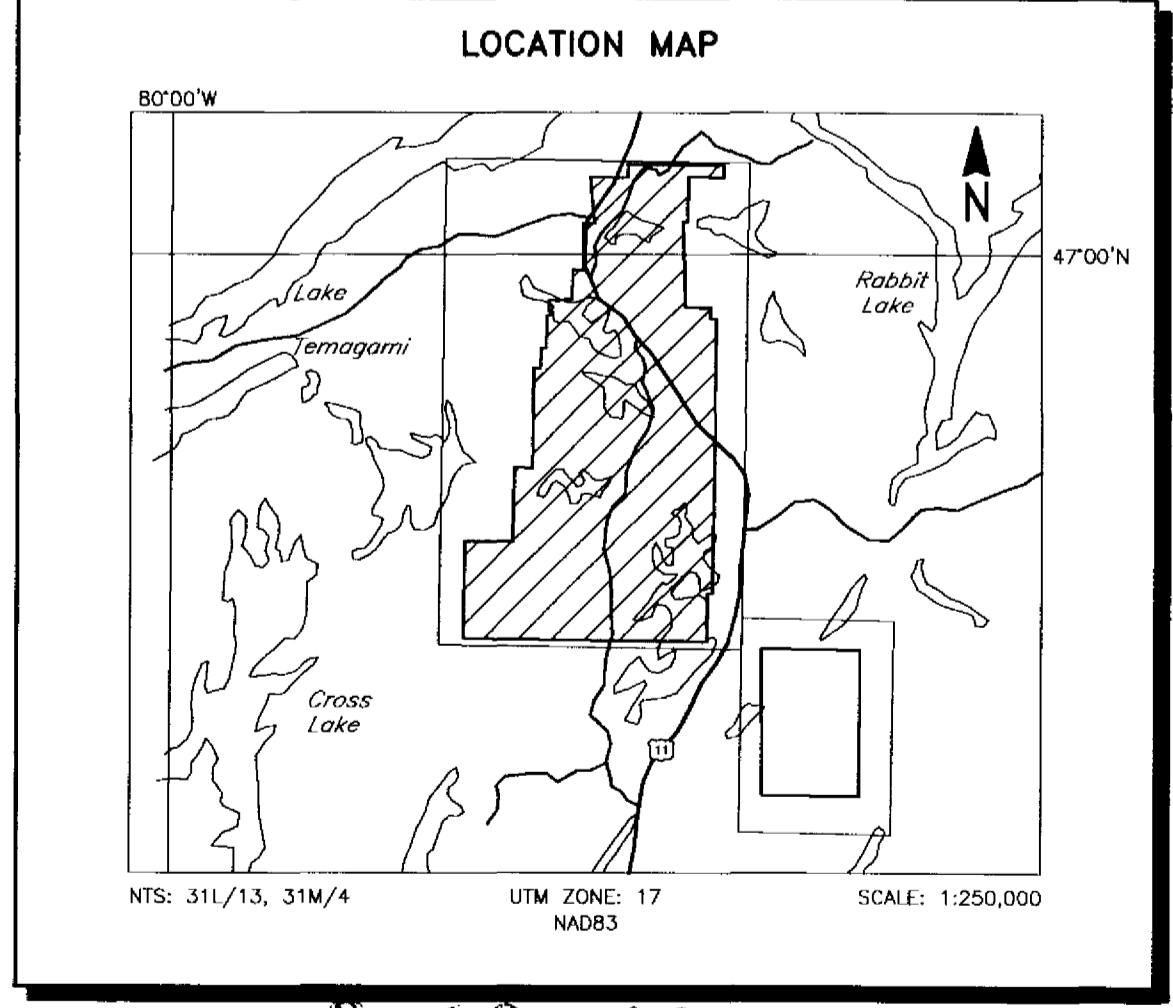 LOCATION MAP
80°00'W
N
47°00'N
Lake
Temagami
Rabbit
Lake
Cross
Lake
11
NTS: 31L/13, 31M/4
UTM ZONE: 17
SCALE: 1:250,000
NAD83